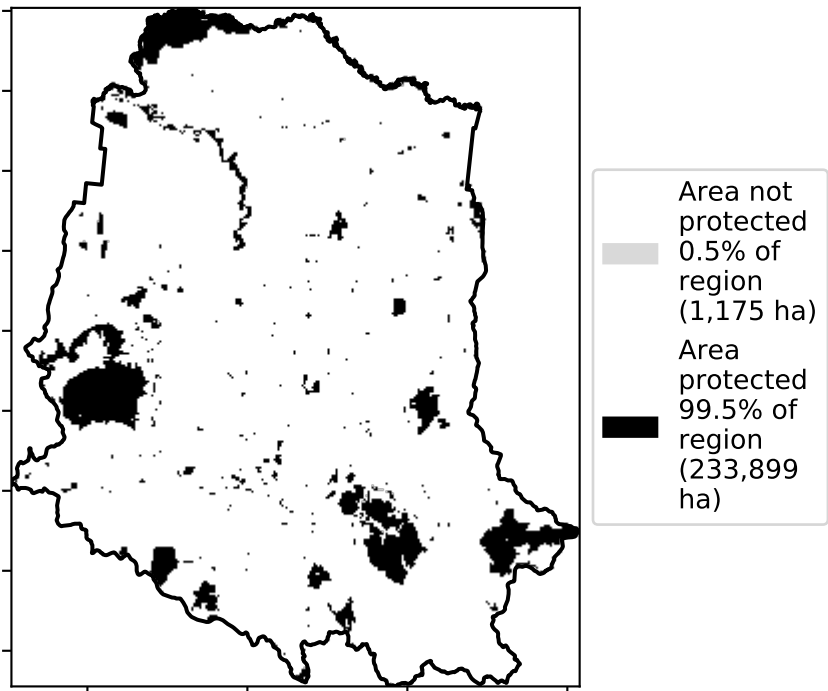 Area not
protected
0.5% of
region
(1,175 ha)
Area
protected
99.5% of
region
(233,899
ha)